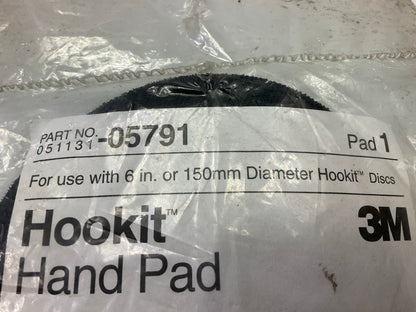 PART NO.
051131-05791 Pad 1
For use with 6 in. or 150mm Diameter Hookit™ Discs
Hookit™ 3M
Hand Pad